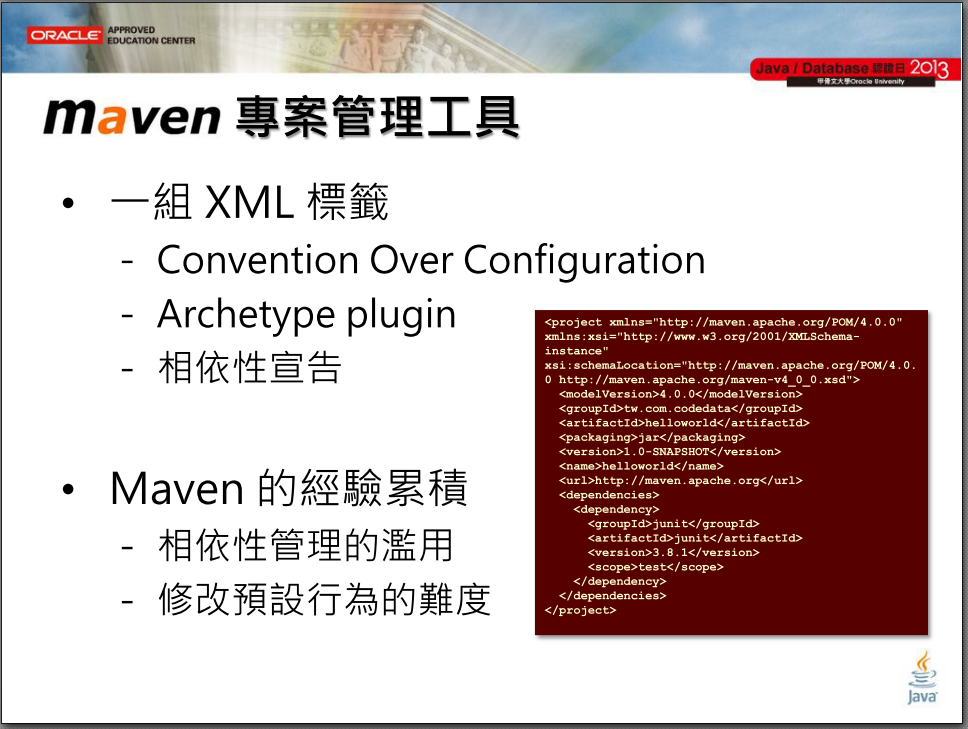 ORACLE APPROVED
EDUCATION CENTER
Java / Database 認證日 2013
甲骨文大學Oracle University
maven 專案管理工具
• 一組 XML 標籤
- Convention Over Configuration
- Archetype plugin
- 相依性宣告
• Maven 的經驗累積
- 相依性管理的濫用
- 修改預設行為的難度
<project xmlns="http://maven.apache.org/POM/4.0.0"
xmlns:xsi="http://www.w3.org/2001/XMLSchema-
instance"
xsi:schemaLocation="http://maven.apache.org/POM/4.0.
0 http://maven.apache.org/maven-v4_0_0.xsd">
<modelVersion>4.0.0</modelVersion>
<groupId>tw.com.codedata</groupId>
<artifactId>helloworld</artifactId>
<packaging>jar</packaging>
<version>1.0-SNAPSHOT</version>
<name>helloworld</name>
<url>http://maven.apache.org</url>
<dependencies>
<dependency>
<groupId>junit</groupId>
<artifactId>junit</artifactId>
<version>3.8.1</version>
<scope>test</scope>
</dependency>
</dependencies>
</project>
Java